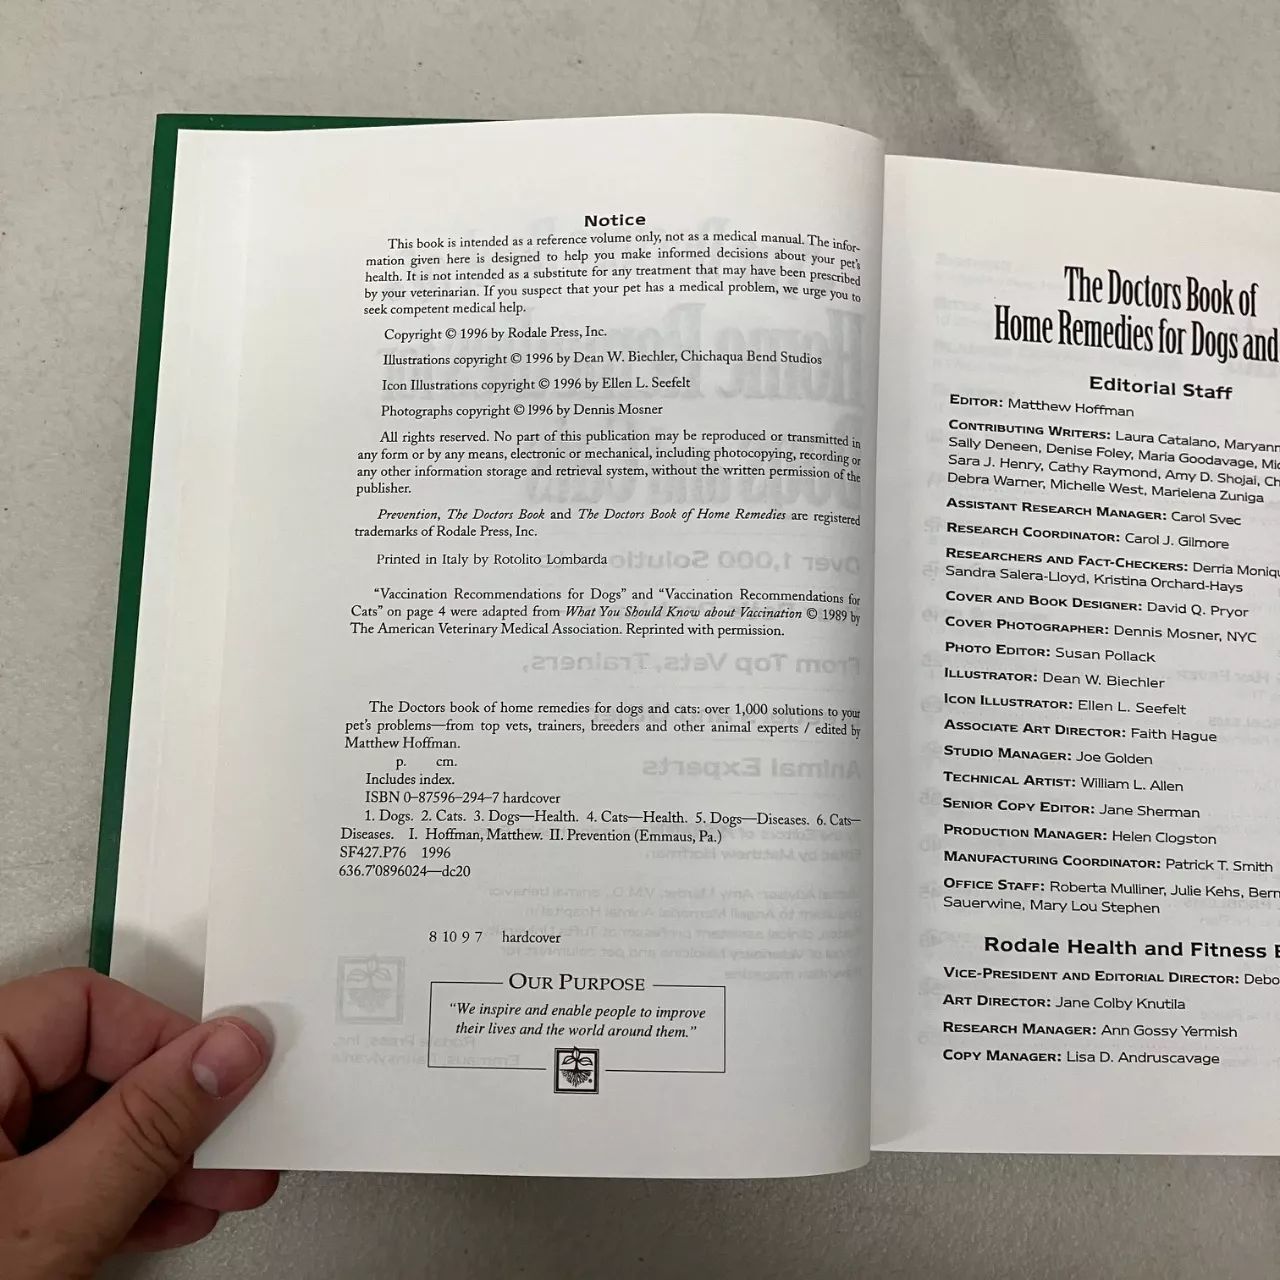 Notice
This book is intended as a reference volume only, not as a medical manual. The infor-
mation given here is designed to help you make informed decisions about your pet's
health. It is not intended as a substitute for any treatment that may have been prescribed
by your veterinarian. If you suspect that your pet has a medical problem, we urge you to
seek competent medical help.
Copyright © 1996 by Rodale Press, Inc.
Illustrations copyright © 1996 by Dean W. Biechler, Chichaqua Bend Studios
Icon Illustrations copyright © 1996 by Ellen L. Seefelt
Photographs copyright © 1996 by Dennis Mosner
All rights reserved. No part of this publication may be reproduced or transmitted in
any form or by any means, electronic or mechanical, including photocopying, recording or
any other information storage and retrieval system, without the written permission of the
publisher.
Prevention, The Doctors Book and The Doctors Book of Home Remedies are registered
trademarks of Rodale Press, Inc.
Printed in Italy by Rotolito Lombarda
"Vaccination Recommendations for Dogs" and "Vaccination Recommendations for
Cats" on page 4 were adapted from What You Should Know about Vaccination © 1989 by
The American Veterinary Medical Association. Reprinted with permission.
The Doctors book of home remedies for dogs and cats: over 1,000 solutions to your
pet's problems—from top vets, trainers, breeders and other animal experts / edited by
Matthew Hoffman.
p. cm.
Includes index.
ISBN 0–87596–294–7 hardcover
1. Dogs. 2. Cats. 3. Dogs—Health. 4. Cats—Health. 5. Dogs—Diseases. 6. Cats—
Diseases. I. Hoffman, Matthew. II. Prevention (Emmaus, Pa.)
SF427.P76 1996
636.7'0896024—dc20
8 10 9 7 hardcover
OUR PURPOSE
"We inspire and enable people to improve
their lives and the world around them."
The Doctors Book of
Home Remedies for Dogs and
Editorial Staff
EDITOR: Matthew Hoffman
CONTRIBUTING WRITERS: Laura Catalano, Maryann
Sally Deneen, Denise Foley, Maria Goodavage,
Sara J. Henry, Cathy Raymond, Amy D. Shojai,
Debra Warner, Michelle West, Marielena Zuniga
ASSISTANT RESEARCH MANAGER: Carol Svec
RESEARCH COORDINATOR: Carol J. Gilmore
RESEARCHERS AND FACT-CHECKERS: Derria
Sandra Salera-Lloyd, Kristina Orchard-Hays
COVER AND BOOK DESIGNER: David Q. Pryor
COVER PHOTOGRAPHER: Dennis Mosner, NYC
PHOTO EDITOR: Susan Pollack
ILLUSTRATOR: Dean W. Biechler
ICON ILLUSTRATOR: Ellen L. Seefelt
ASSOCIATE ART DIRECTOR: Faith Hague
STUDIO MANAGER: Joe Golden
TECHNICAL ARTIST: William L. Allen
SENIOR COPY EDITOR: Jane Sherman
PRODUCTION MANAGER: Helen Clogston
MANUFACTURING COORDINATOR: Patrick T. Smith
OFFICE STAFF: Roberta Mulliner, Julie Kehs,
Sauerwine, Mary Lou Stephen
Rodale Health and Fitness
VICE-PRESIDENT AND EDITORIAL DIRECTOR:
ART DIRECTOR: Jane Colby Knutila
RESEARCH MANAGER: Ann Gossy Yermish
COPY MANAGER: Lisa D. Andruscavage